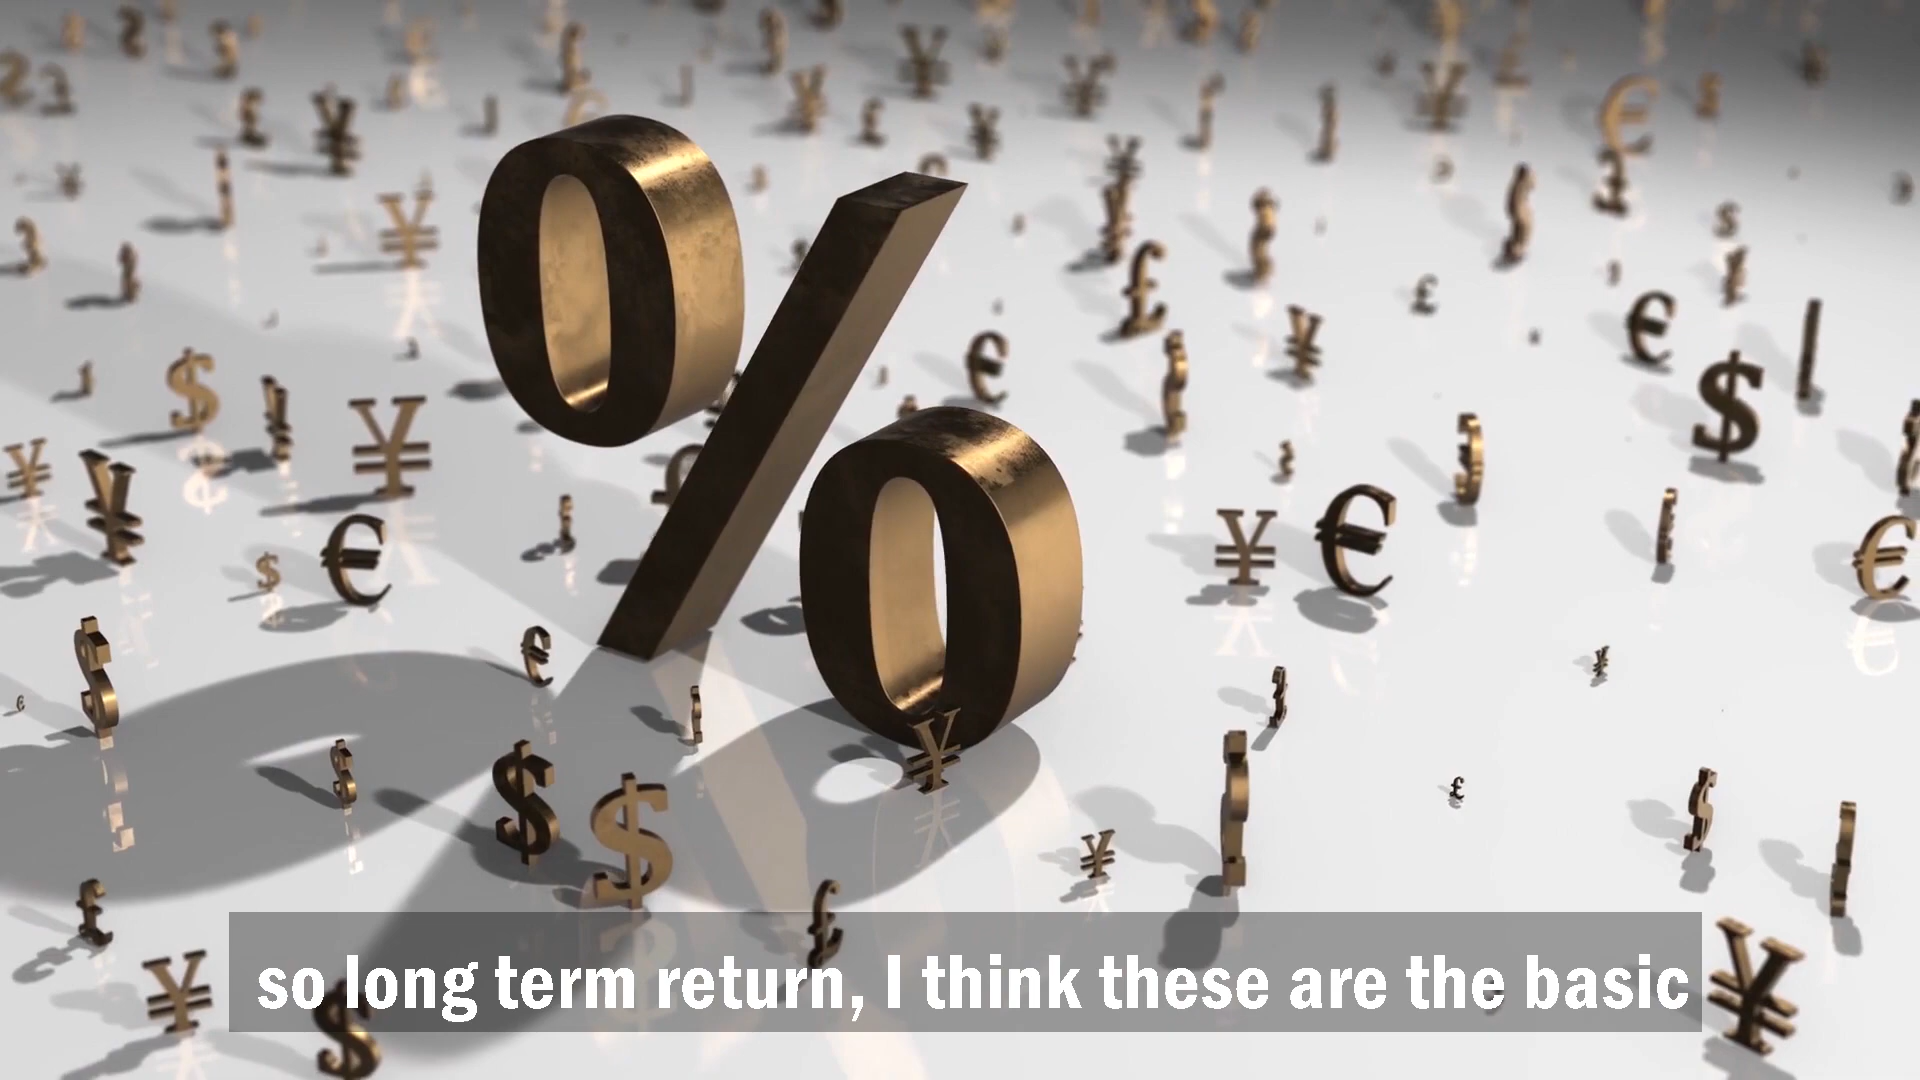 %
so long term return, I think these are the basic